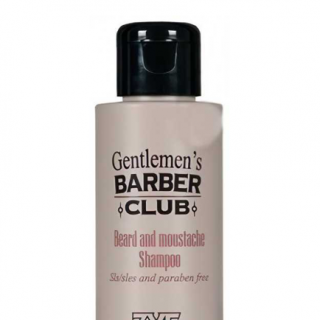 Gentlemen's
BARBER
CLUB
Beard and moustache
Shampoo
Sls/sles and paraben free